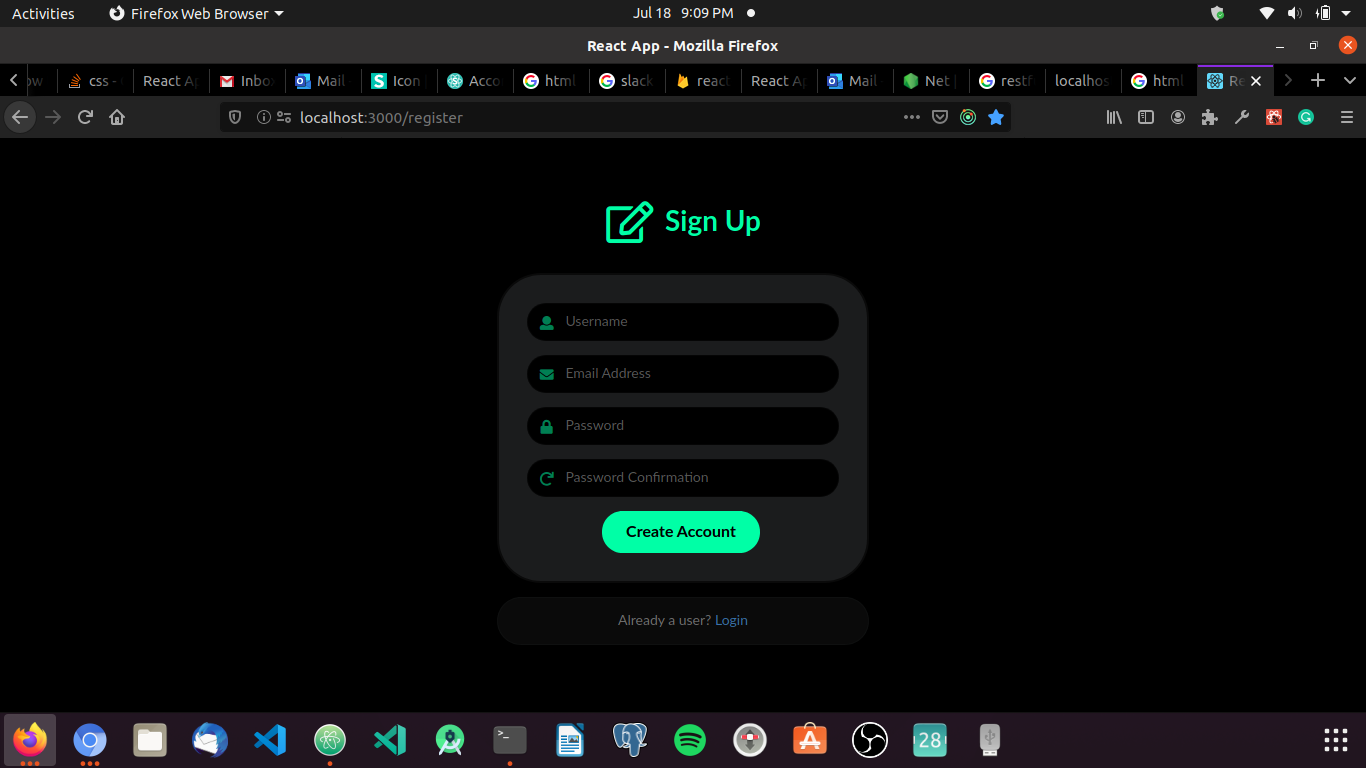 Activities Firefox Web Browser Jul 18 9:09 PM
React App - Mozilla Firefox
ow css - React Ap Inbo Mail Icon Acco html slack react React Ap Mail Net restf localhos html Re
localhost:3000/register
Sign Up
Username
Email Address
Password
Password Confirmation
Create Account
Already a user? Login
>_ 28